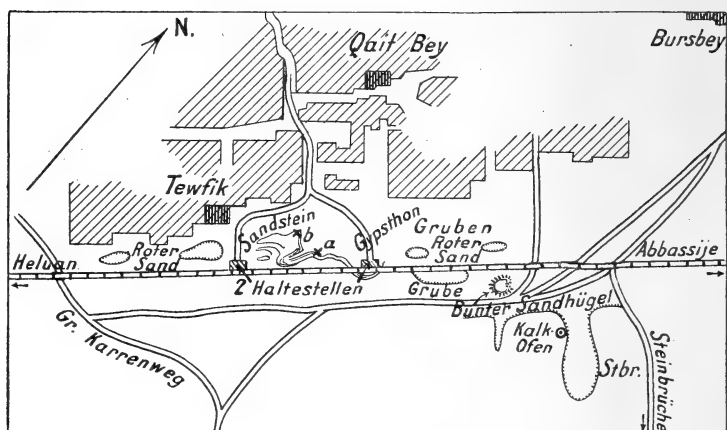 N.
Qait Bey
Bursbey
Tewfik
Sandstein
b
a
Gypsthon
Gruben
Roter
Sand
Roter
Sand
Heluan
Abbassije
2 Haltestellen
Grube
Bunter Sandhügel
Gr. Karrenweg
Kalk-
Ofen
Stbr.
Steinbrüche